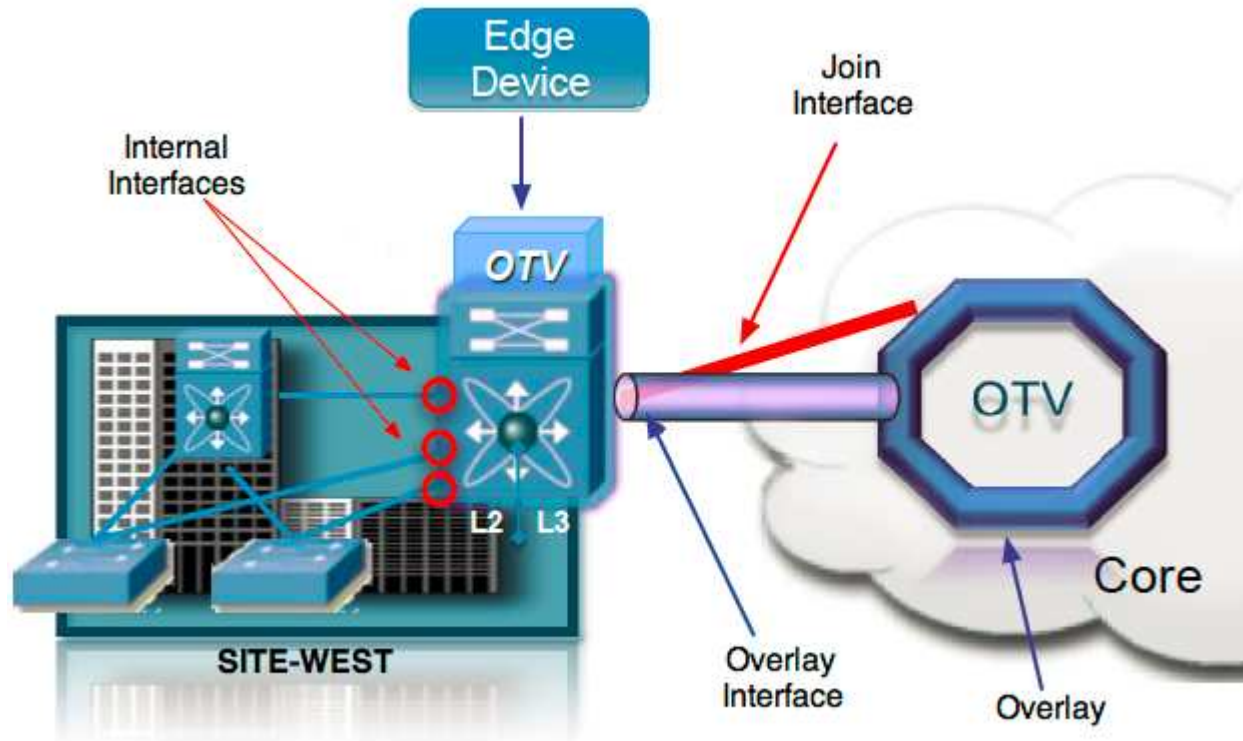 Edge
Device
Join
Interface
Internal
Interfaces
OTV
OTV
L2
L3
Core
SITE-WEST
Overlay
Interface
Overlay